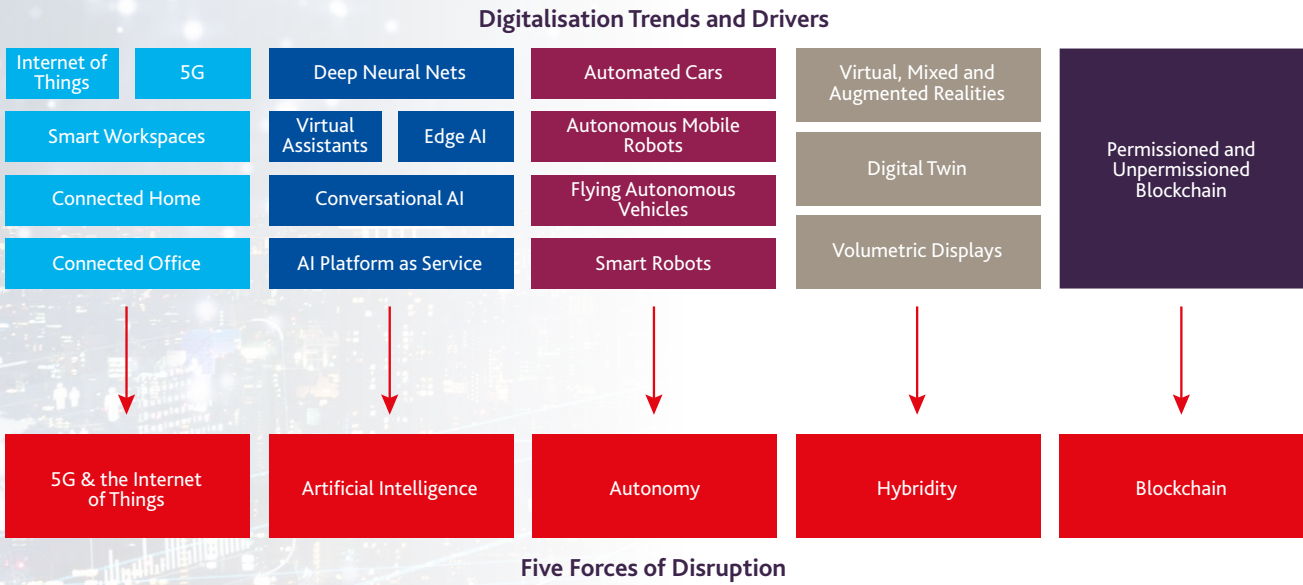 Digitalisation Trends and Drivers
Internet of
Things
5G
Smart Workspaces
Connected Home
Connected Office
Deep Neural Nets
Virtual
Assistants
Edge AI
Conversational AI
AI Platform as Service
Automated Cars
Autonomous Mobile
Robots
Flying Autonomous
Vehicles
Smart Robots
Virtual, Mixed and
Augmented Realities
Digital Twin
Volumetric Displays
Permissioned and
Unpermissioned
Blockchain
5G & the Internet
of Things
Artificial Intelligence
Autonomy
Hybridity
Blockchain
Five Forces of Disruption